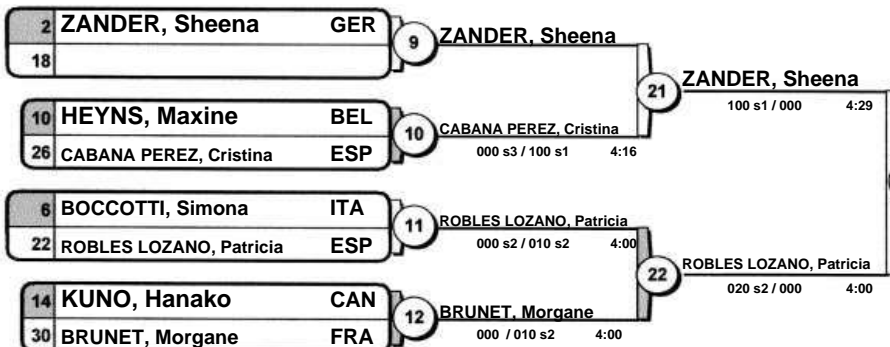 2 ZANDER, Sheena GER
18
9 ZANDER, Sheena
10 HEYNS, Maxine BEL
26 CABANA PEREZ, Cristina ESP
10 CABANA PEREZ, Cristina
000 s3 / 100 s1 4:16
21 ZANDER, Sheena
100 s1 / 000 4:29
6 BOCCOTTI, Simona ITA
22 ROBLES LOZANO, Patricia ESP
11 ROBLES LOZANO, Patricia
000 s2 / 010 s2 4:00
14 KUNO, Hanako CAN
30 BRUNET, Morgane FRA
12 BRUNET, Morgane
000 / 010 s2 4:00
22 ROBLES LOZANO, Patricia
020 s2 / 000 4:00